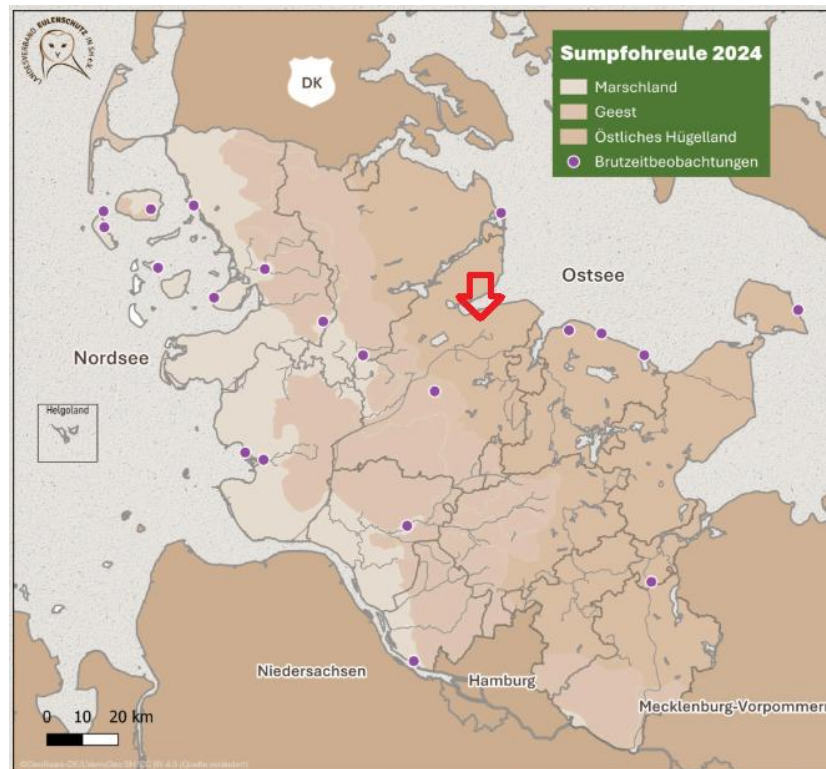 LANDESVERBAND EULENSCHUTZ IN SH e.V.
DK
Sumpfohreule 2024
Marschland
Geest
Östliches Hügelland
Brutzeitbeobachtungen
Ostsee
Nordsee
Helgoland
Niedersachsen
Hamburg
Mecklenburg-Vorpommern
0 10 20 km